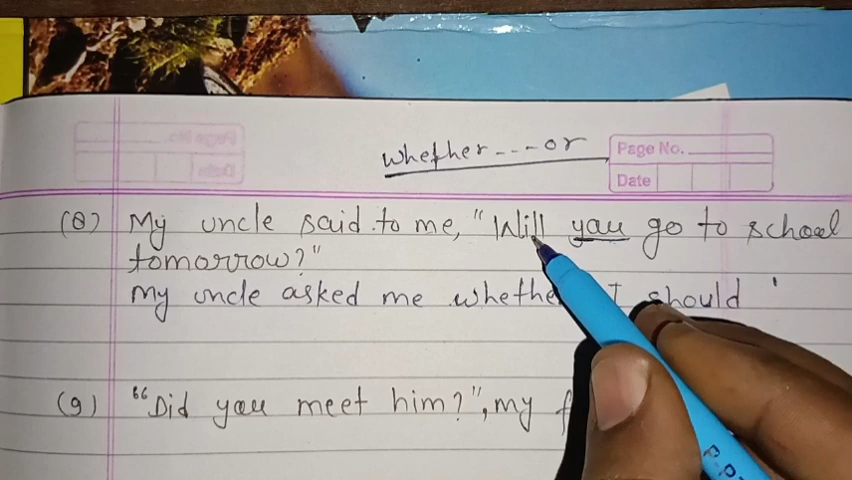 whether---or
Page No.
Date
(8) My uncle said to me, "Will you go to school
tomorrow?"
My uncle asked me whether I should
(9) "Did you meet him?", my